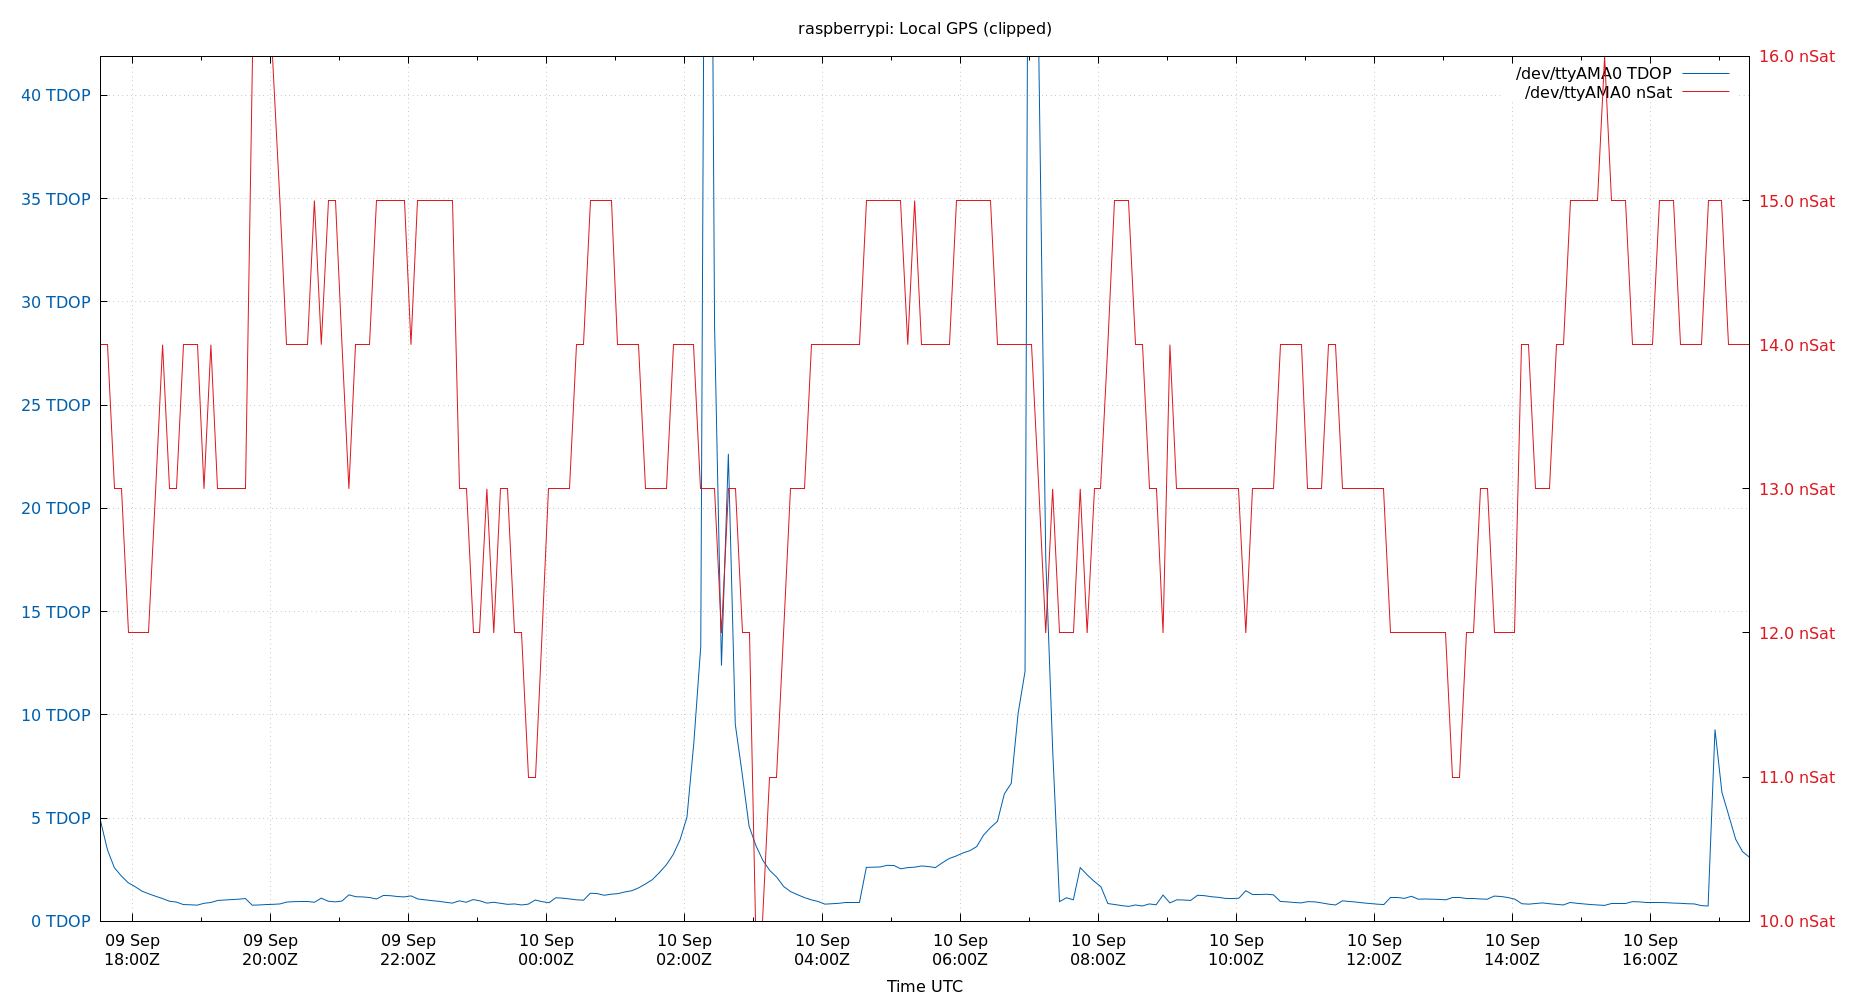 raspberrypi: Local GPS (clipped)
/dev/ttyAMA0 TDOP
/dev/ttyAMA0 nSat
40 TDOP
35 TDOP
30 TDOP
25 TDOP
20 TDOP
15 TDOP
10 TDOP
5 TDOP
0 TDOP
16.0 nSat
15.0 nSat
14.0 nSat
13.0 nSat
12.0 nSat
11.0 nSat
10.0 nSat
09 Sep
18:00Z
09 Sep
20:00Z
09 Sep
22:00Z
10 Sep
00:00Z
10 Sep
02:00Z
10 Sep
04:00Z
10 Sep
06:00Z
10 Sep
08:00Z
10 Sep
10:00Z
10 Sep
12:00Z
10 Sep
14:00Z
10 Sep
16:00Z
Time UTC